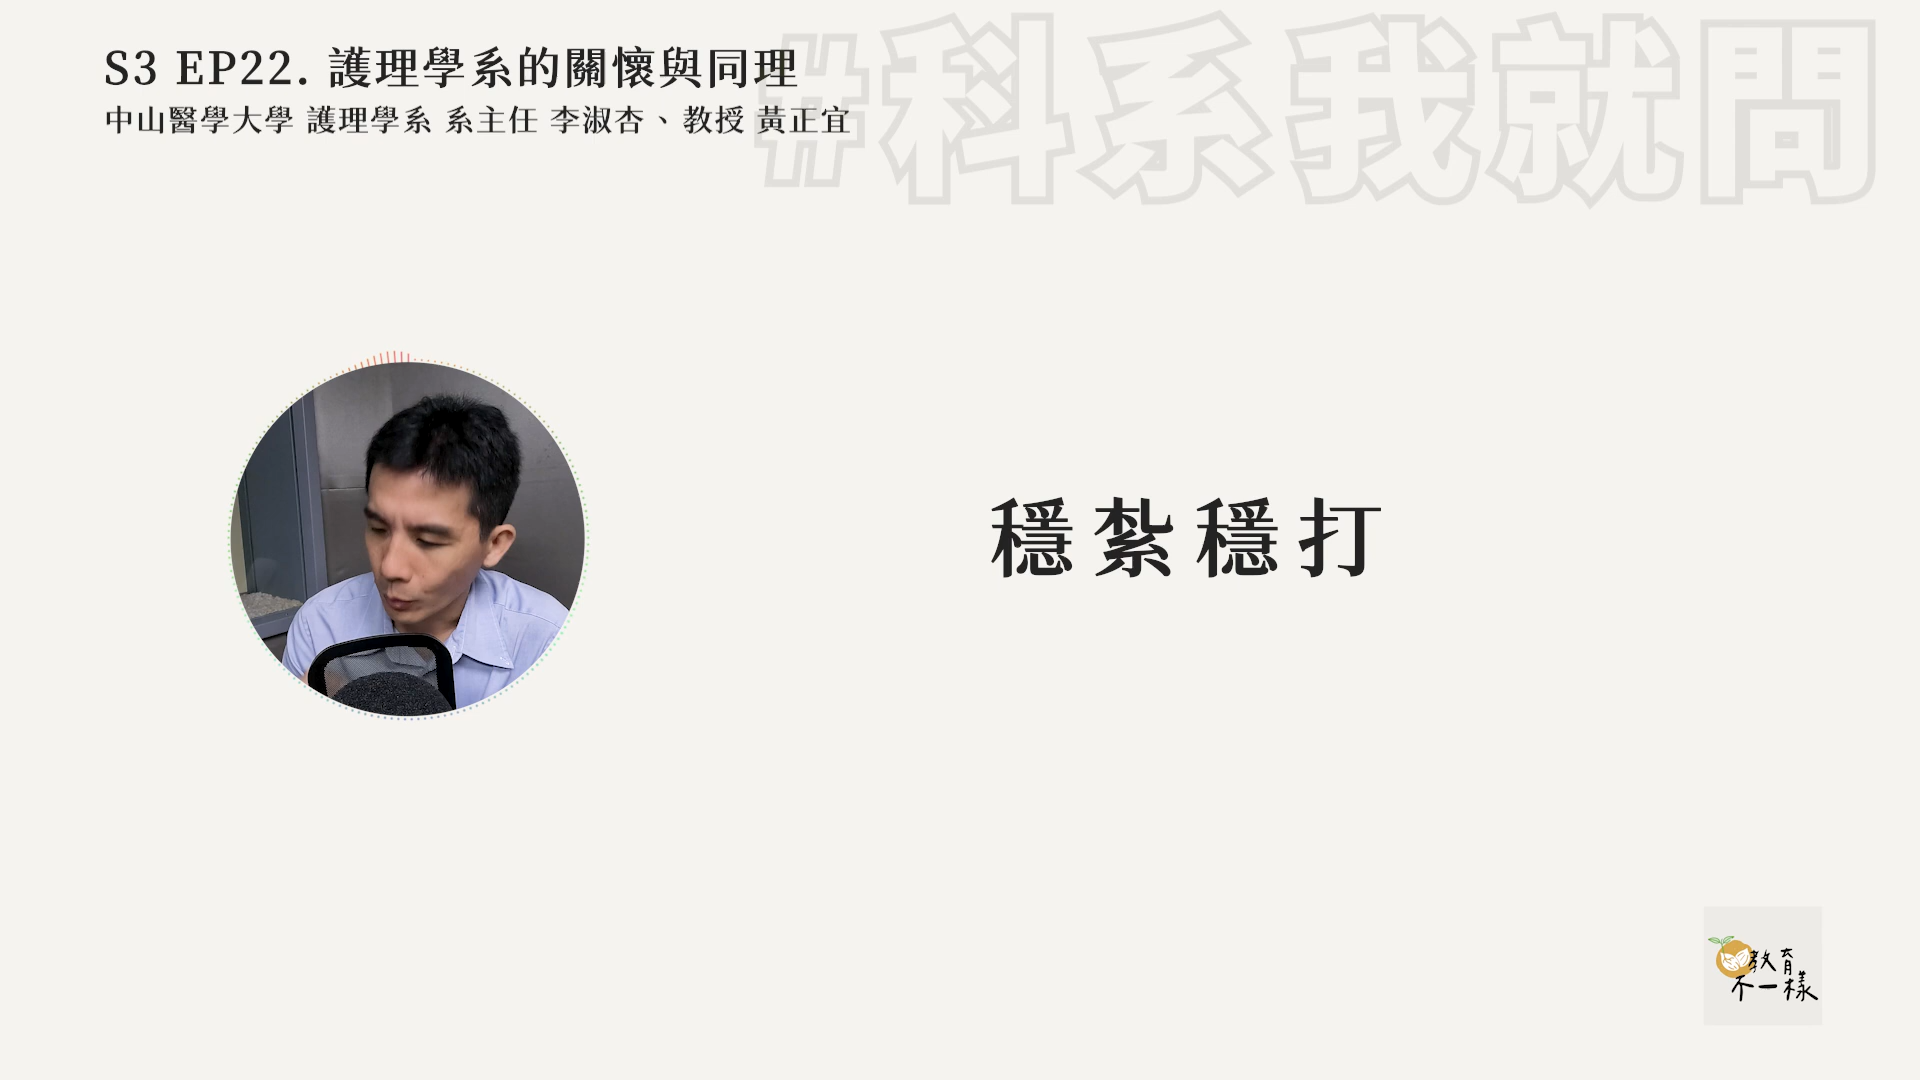 S3 EP22. 護理學系的關懷與同理
中山醫學大學 護理學系 系主任 李淑杏、教授 黃正宜
#科系我就問
穩紮穩打
教育
不一樣